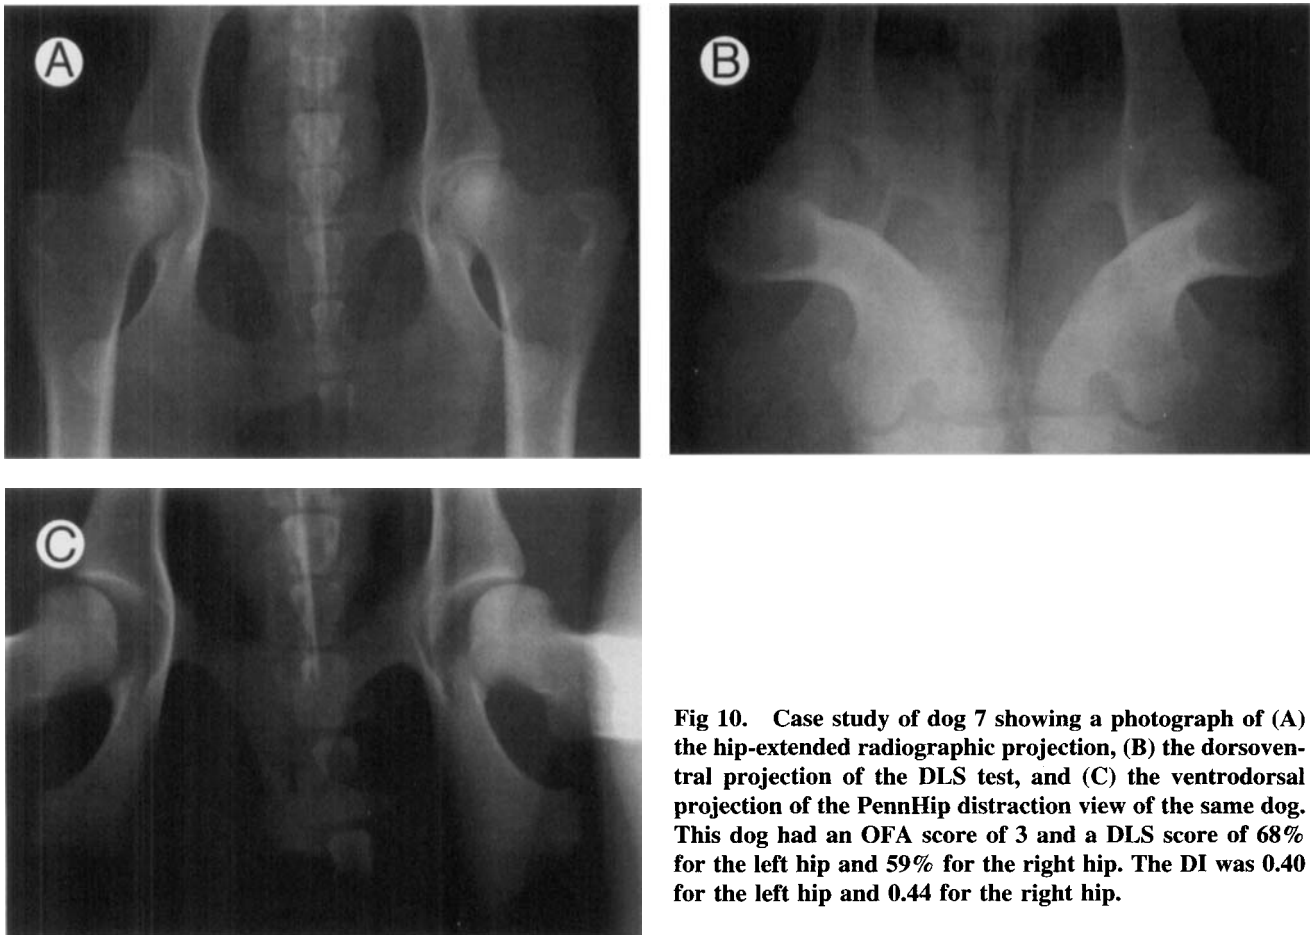 A
B
C
Fig 10. Case study of dog 7 showing a photograph of (A)
the hip-extended radiographic projection, (B) the dorsoven-
tral projection of the DLS test, and (C) the ventrodorsal
projection of the PennHip distraction view of the same dog.
This dog had an OFA score of 3 and a DLS score of 68%
for the left hip and 59% for the right hip. The DI was 0.40
for the left hip and 0.44 for the right hip.